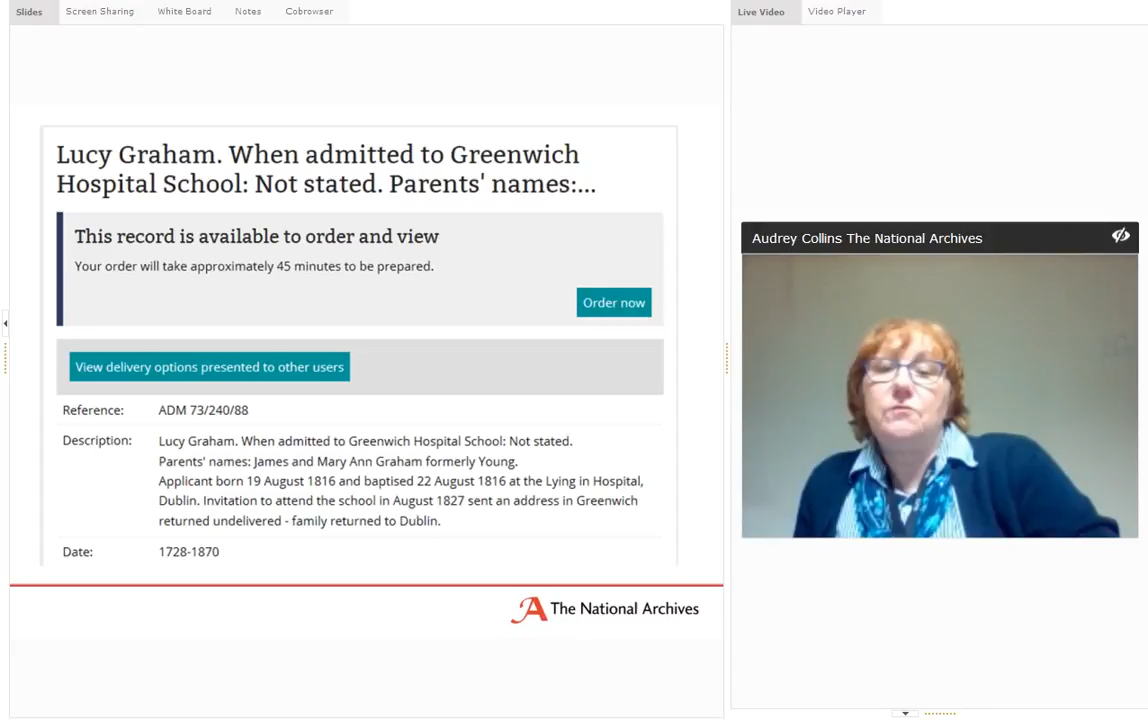 Slides
Screen Sharing
White Board
Notes
Cobrowser
Live Video
Video Player
Lucy Graham. When admitted to Greenwich
Hospital School: Not stated. Parents' names:...
This record is available to order and view
Your order will take approximately 45 minutes to be prepared.
Order now
View delivery options presented to other users
Reference: ADM 73/240/88
Description: Lucy Graham. When admitted to Greenwich Hospital School: Not stated.
Parents' names: James and Mary Ann Graham formerly Young.
Applicant born 19 August 1816 and baptised 22 August 1816 at the Lying in Hospital,
Dublin. Invitation to attend the school in August 1827 sent an address in Greenwich
returned undelivered - family returned to Dublin.
Date: 1728-1870
The National Archives
Audrey Collins The National Archives